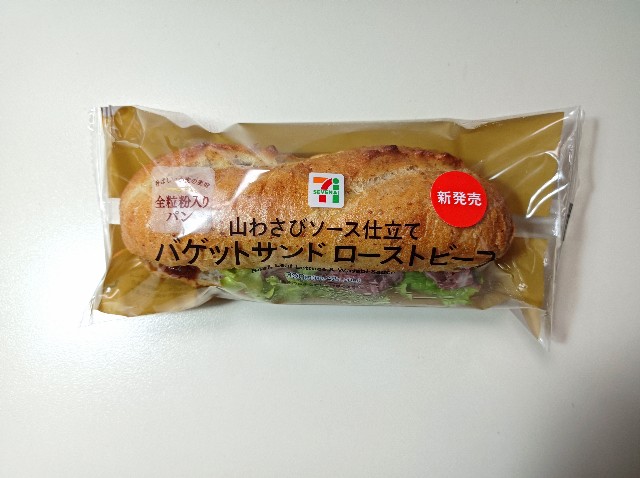 全粒粉入り
パン
SEVEN&i
新発売
山わさびソース仕立て
バゲットサンド ローストビーフ